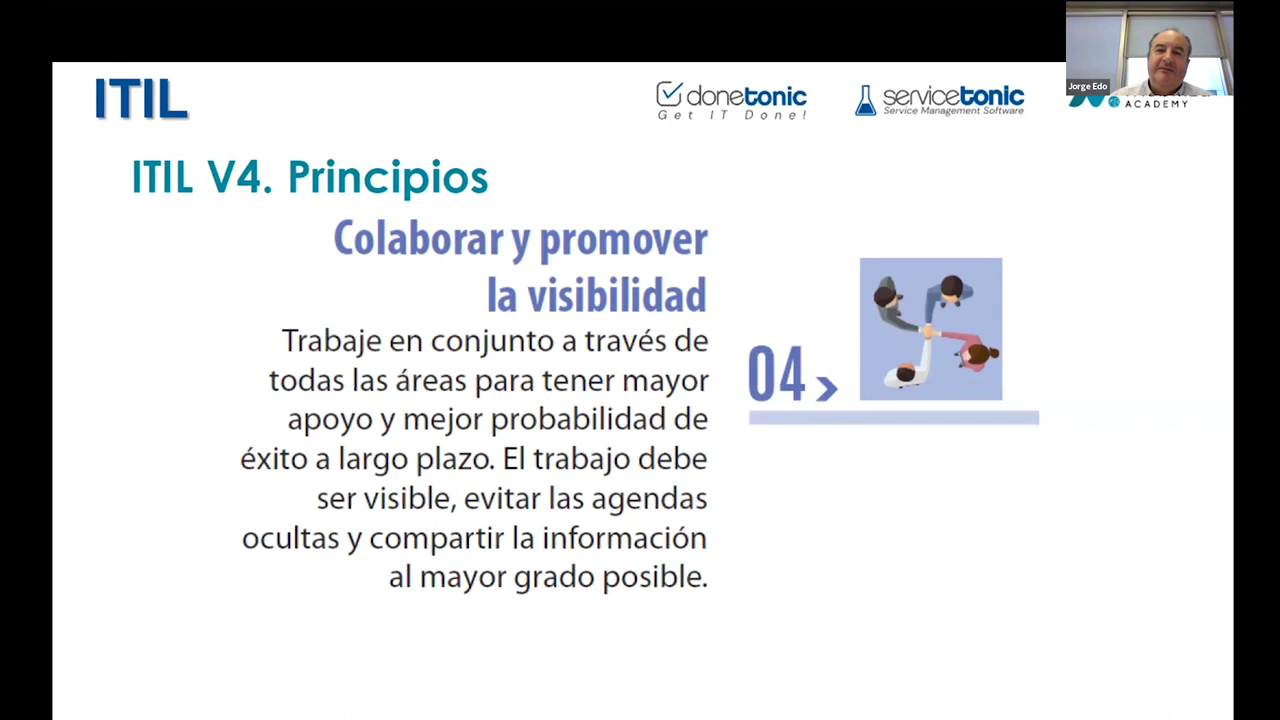 ITIL
donetonic
Get IT Done!
servicetonic
Service Management Software
Jorge Edo
ACADEMY
ITIL V4. Principios
Colaborar y promover
la visibilidad
Trabaje en conjunto a través de
todas las áreas para tener mayor
apoyo y mejor probabilidad de
éxito a largo plazo. El trabajo debe
ser visible, evitar las agendas
ocultas y compartir la información
al mayor grado posible.
04